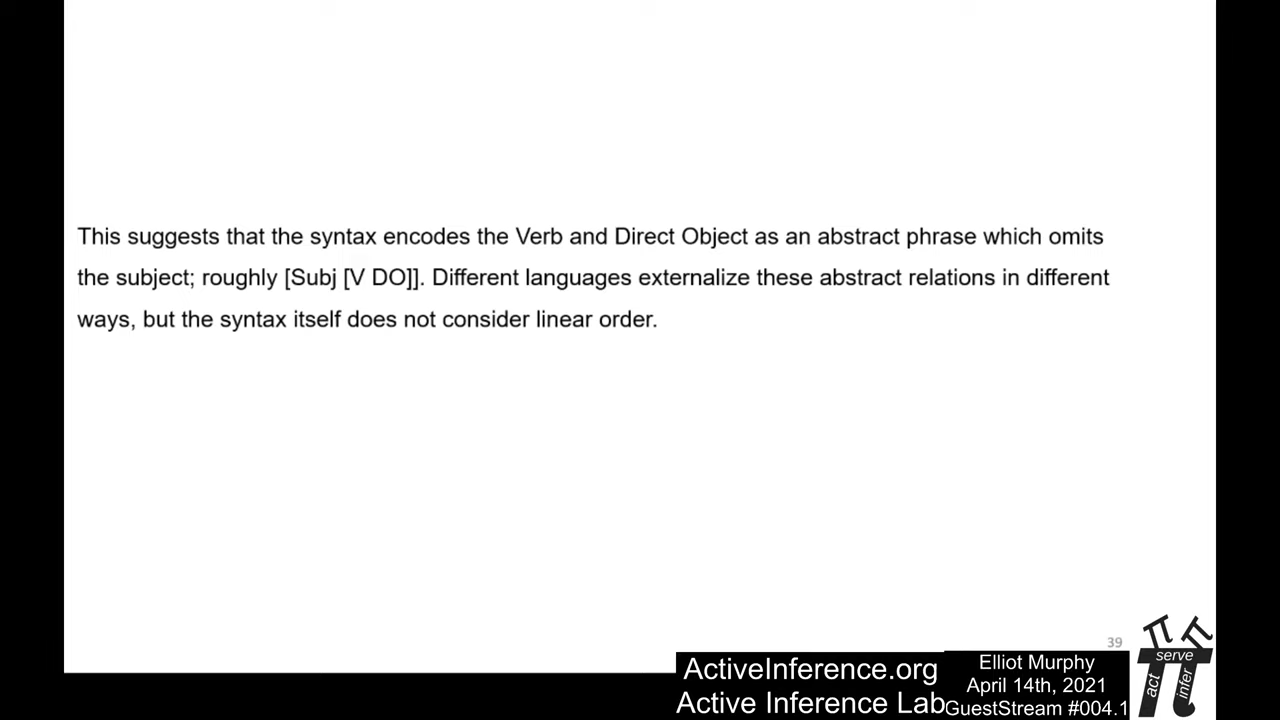 This suggests that the syntax encodes the Verb and Direct Object as an abstract phrase which omits
the subject; roughly [Subj [V DO]]. Different languages externalize these abstract relations in different
ways, but the syntax itself does not consider linear order.
39
ActiveInference.org
Active Inference Lab
Elliot Murphy
April 14th, 2021
GuestStream #004.1
serve
act
infer